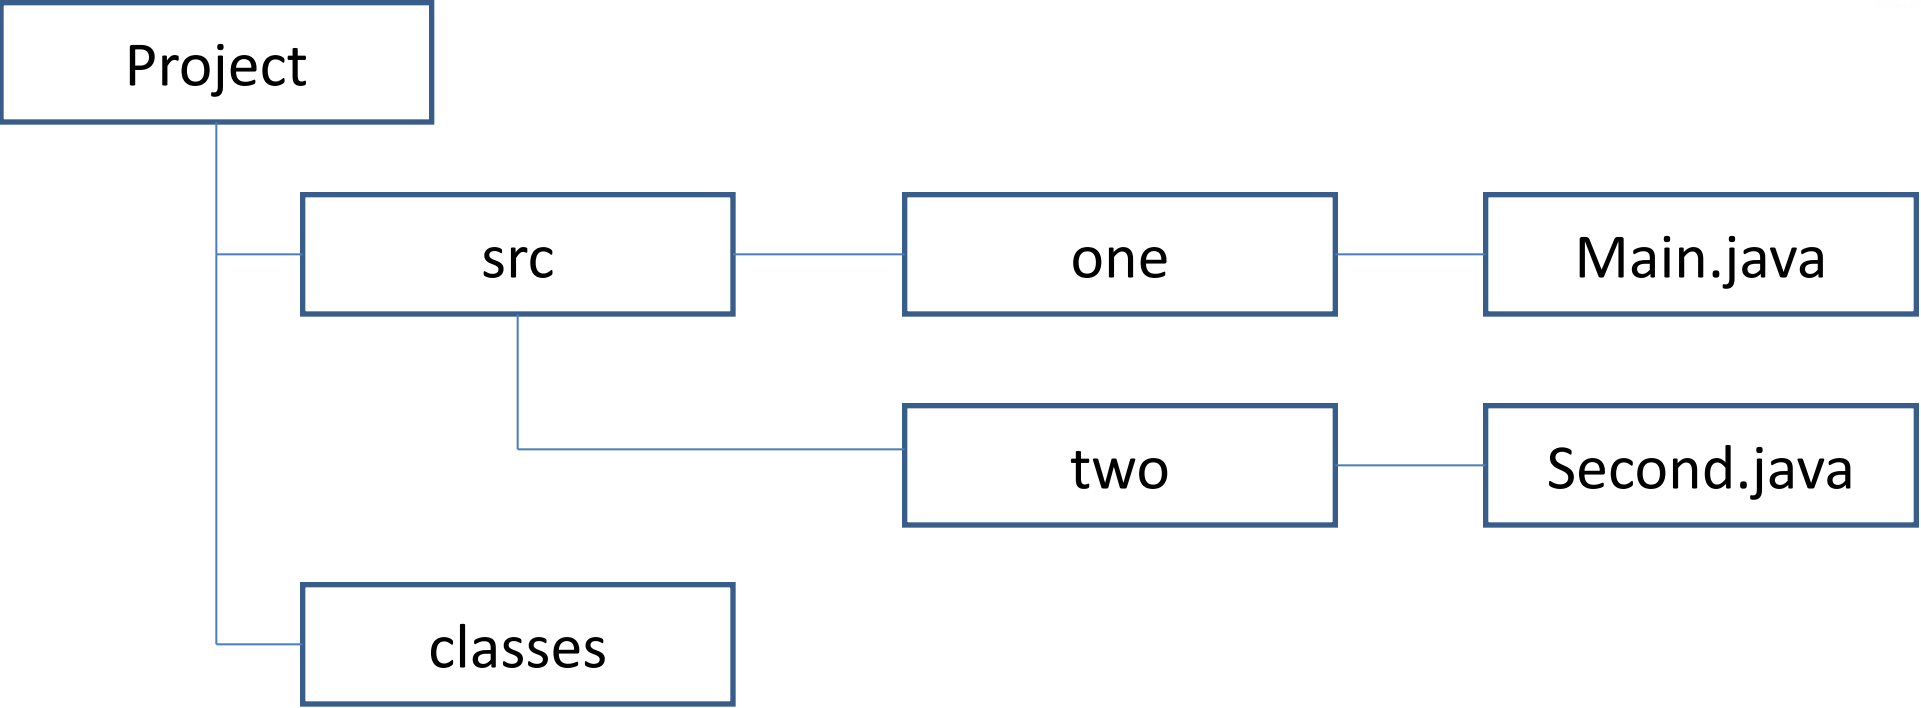 Project
src
one
Main.java
two
Second.java
classes